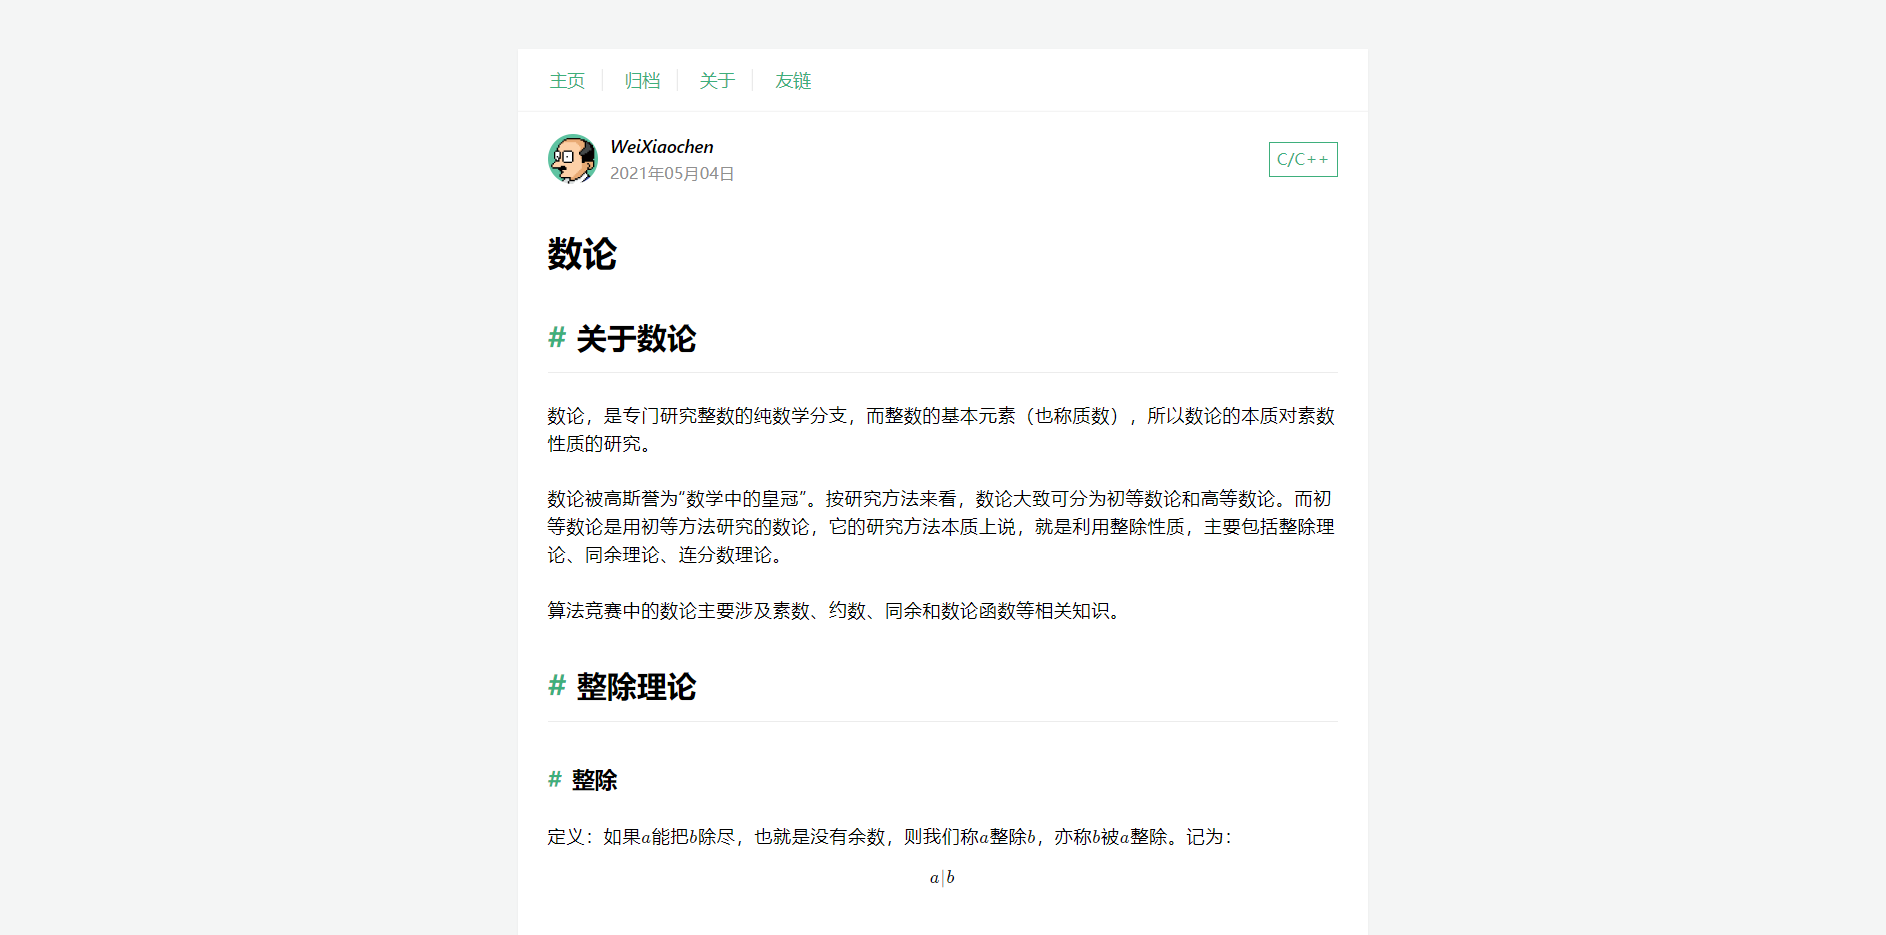 主页 归档 关于 友链
WeiXiaochen
2021年05月04日
C/C++
数论
# 关于数论
数论，是专门研究整数的纯数学分支，而整数的基本元素（也称质数），所以数论的本质对素数
性质的研究。
数论被高斯誉为“数学中的皇冠”。按研究方法来看，数论大致可分为初等数论和高等数论。而初
等数论是用初等方法研究的数论，它的研究方法本质上说，就是利用整除性质，主要包括整除理
论、同余理论、连分数理论。
算法竞赛中的数论主要涉及素数、约数、同余和数论函数等相关知识。
# 整除理论
# 整除
定义：如果a能把b除尽，也就是没有余数，则我们称a整除b，亦称b被a整除。记为：
a|b